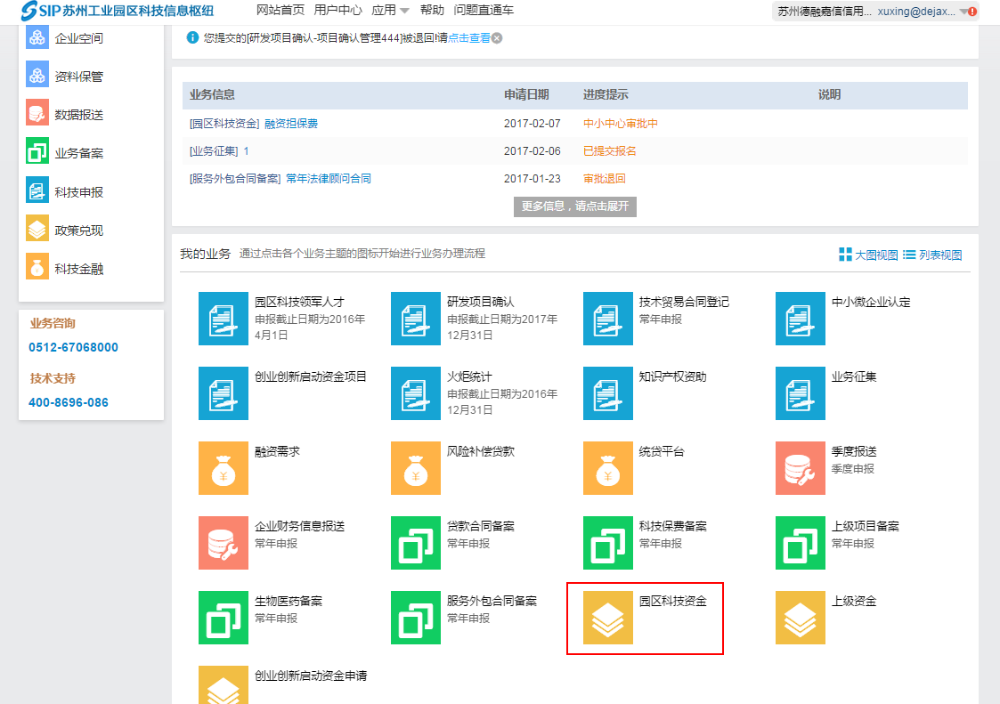 SIP苏州工业园区科技信息枢纽 网站首页 用户中心 应用 帮助 问题直通车 苏州德融嘉信信用... xuxing@dejax...
企业空间
资料保管
数据报送
业务备案
科技申报
政策兑现
科技金融
业务咨询
0512-67068000
技术支持
400-8696-086
您提交的[研发项目确认-项目确认管理444]被退回!请点击查看
业务信息 申请日期 进度提示 说明
[园区科技资金] 融资担保费 2017-02-07 中小中心审批中
[业务征集] 1 2017-02-06 已提交报名
[服务外包合同备案] 常年法律顾问合同 2017-01-23 审批退回
更多信息，请点击展开
我的业务 通过点击各个业务主题的图标开始进行业务办理流程 大图视图 列表视图
园区科技领军人才
申报截止日期为2016年
4月1日
研发项目确认
申报截止日期为2017年
12月31日
技术贸易合同登记
常年申报
中小微企业认定
创业创新启动资金项目
火炬统计
申报截止日期为2016年
12月31日
知识产权资助
业务征集
融资需求
风险补偿贷款
统贷平台
季度报送
季度申报
企业财务信息报送
常年申报
贷款合同备案
常年申报
科技保费备案
常年申报
上级项目备案
常年申报
生物医药备案
常年申报
服务外包合同备案
常年申报
园区科技资金
上级资金
创业创新启动资金申请